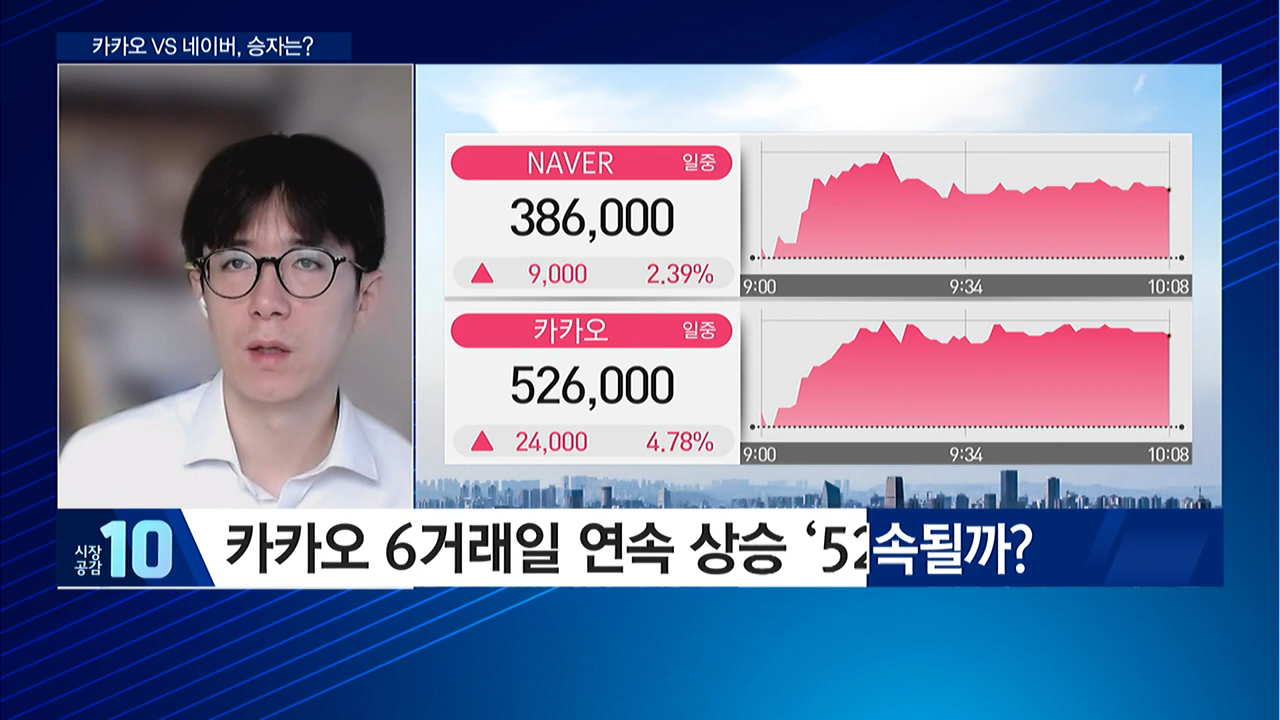 카카오 VS 네이버, 승자는?
NAVER 일중
386,000
▲ 9,000 2.39%
9:00 9:34 10:08
카카오 일중
526,000
▲ 24,000 4.78%
9:00 9:34 10:08
시장공감 10
카카오 6거래일 연속 상승 ‘52속될까?